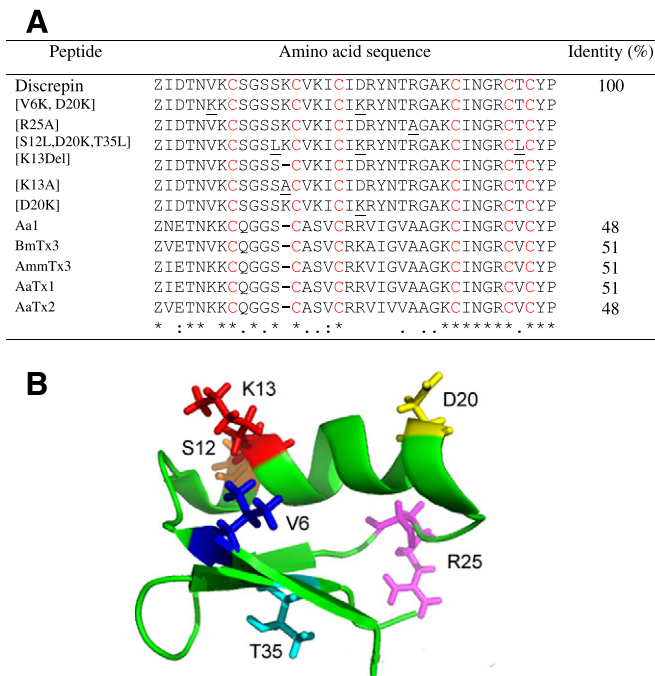 A
Peptide Amino acid sequence Identity (%)
Discrepin ZIDTNVKCSGSSKCVKICIDRYNTRGAKCINGRCTCYP 100
[V6K, D20K] ZIDTNKKCSGSSKCVKICIKRYNTRGAKCINGRCTCYP
[R25A] ZIDTNVKCSGSSKCVKICIDRYNTAGAKCINGRCTCYP
[S12L,D20K,T35L] ZIDTNVKCSGSLKCVKICIKRYNTRGAKCINGRCLCYP
[K13Del] ZIDTNVKCSGSS-CVKICIDRYNTRGAKCINGRCTCYP
[K13A] ZIDTNVKCSGSSACVKICIDRYNTRGAKCINGRCTCYP
[D20K] ZIDTNVKCSGSSKCVKICIKRYNTRGAKCINGRCTCYP
Aa1 ZNETNKKCQGGS-CASVCRRVIGVAAGKCINGRCVCYP 48
BmTx3 ZVETNVKCQGGS-CASVCRKAIGVAAGKCINGRCVCYP 51
AmmTx3 ZIETNKKCQGGS-CASVCRKVIGVAAGKCINGRCVCYP 51
AaTx1 ZIETNKKCQGGS-CASVCRRVIGVAAGKCINGRCVCYP 51
AaTx2 ZVETNKKCQGGS-CASVCRRVIVVAAGKCINGRCVCYP 48
* :** **.*.* *..:* . ..*******.***
B
K13
D20
S12
V6
R25
T35